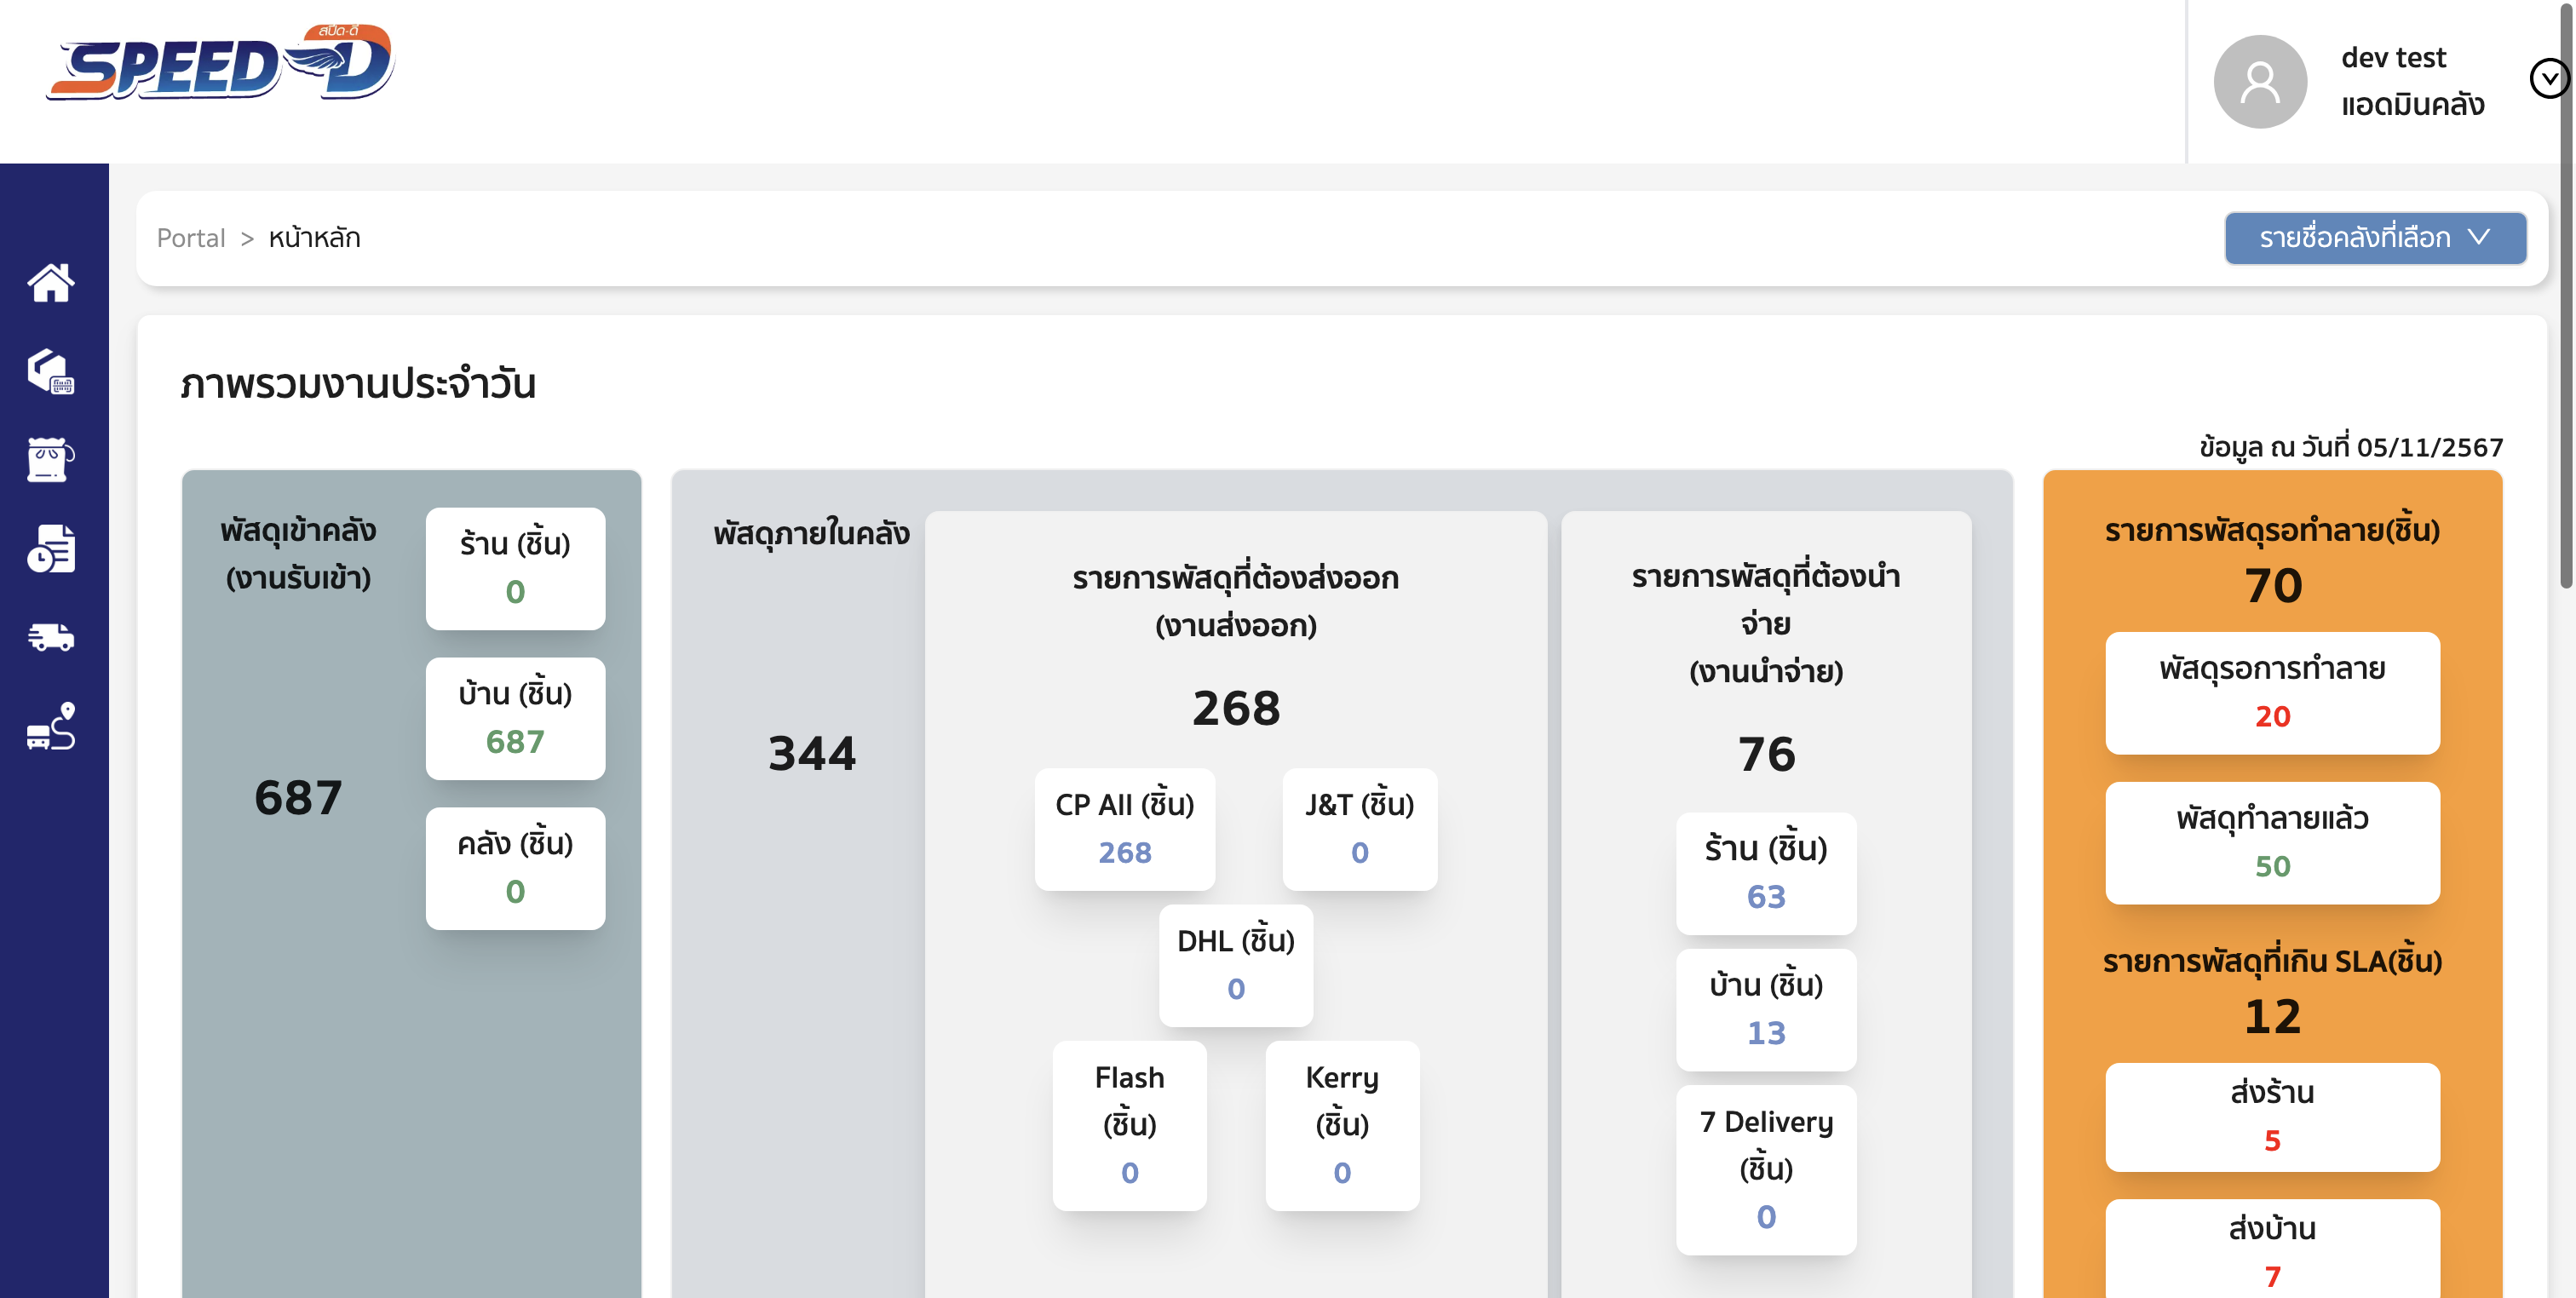 สปีด-ดี
SPEED-D
dev test
แอดมินคลัง
Portal > หน้าหลัก
รายชื่อคลังที่เลือก
ภาพรวมงานประจำวัน
ข้อมูล ณ วันที่ 05/11/2567
พัสดุเข้าคลัง
(งานรับเข้า)
687
ร้าน (ชิ้น)
0
บ้าน (ชิ้น)
687
คลัง (ชิ้น)
0
พัสดุภายในคลัง
344
รายการพัสดุที่ต้องส่งออก
(งานส่งออก)
268
CP All (ชิ้น)
268
J&T (ชิ้น)
0
DHL (ชิ้น)
0
Flash
(ชิ้น)
0
Kerry
(ชิ้น)
0
รายการพัสดุที่ต้องนำ
จ่าย
(งานนำจ่าย)
76
ร้าน (ชิ้น)
63
บ้าน (ชิ้น)
13
7 Delivery
(ชิ้น)
0
รายการพัสดุรอทำลาย(ชิ้น)
70
พัสดุรอการทำลาย
20
พัสดุทำลายแล้ว
50
รายการพัสดุที่เกิน SLA(ชิ้น)
12
ส่งร้าน
5
ส่งบ้าน
7